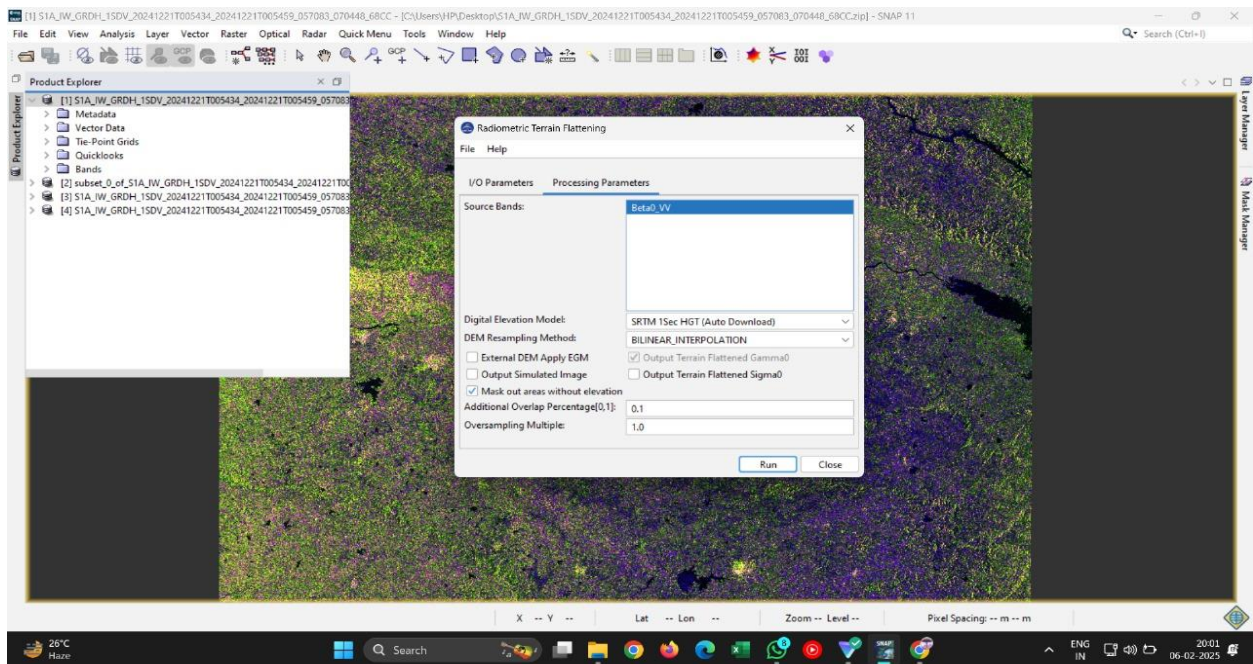 [1] S1A_IW_GRDH_1SDV_20241221T005434_20241221T005459_057083_070448_68CC - [C:\Users\HP\Desktop\S1A_IW_GRDH_1SDV_20241221T005434_20241221T005459_057083_070448_68CC.zip] - SNAP 11
File Edit View Analysis Layer Vector Raster Optical Radar Quick Menu Tools Window Help
Search (Ctrl+I)
GCP GCP
Product Explorer
[1] S1A_IW_GRDH_1SDV_20241221T005434_20241221T005459_057083
Metadata
Vector Data
Tie-Point Grids
Quicklooks
Bands
[2] subset_0_of_S1A_IW_GRDH_1SDV_20241221T005434_20241221T00
[3] S1A_IW_GRDH_1SDV_20241221T005434_20241221T005459_057083
[4] S1A_IW_GRDH_1SDV_20241221T005434_20241221T005459_057083
Product Explorer
Layer Manager
Mask Manager
Radiometric Terrain Flattening
File Help
I/O Parameters Processing Parameters
Source Bands:
Beta0_VV
Digital Elevation Model: SRTM 1Sec HGT (Auto Download)
DEM Resampling Method: BILINEAR_INTERPOLATION
External DEM Apply EGM Output Terrain Flattened Gamma0
Output Simulated Image Output Terrain Flattened Sigma0
Mask out areas without elevation
Additional Overlap Percentage[0,1]: 0.1
Oversampling Multiple: 1.0
Run Close
X -- Y -- Lat -- Lon -- Zoom -- Level -- Pixel Spacing: -- m -- m
26°C
Haze
Search
ENG
IN
20:01
06-02-2025